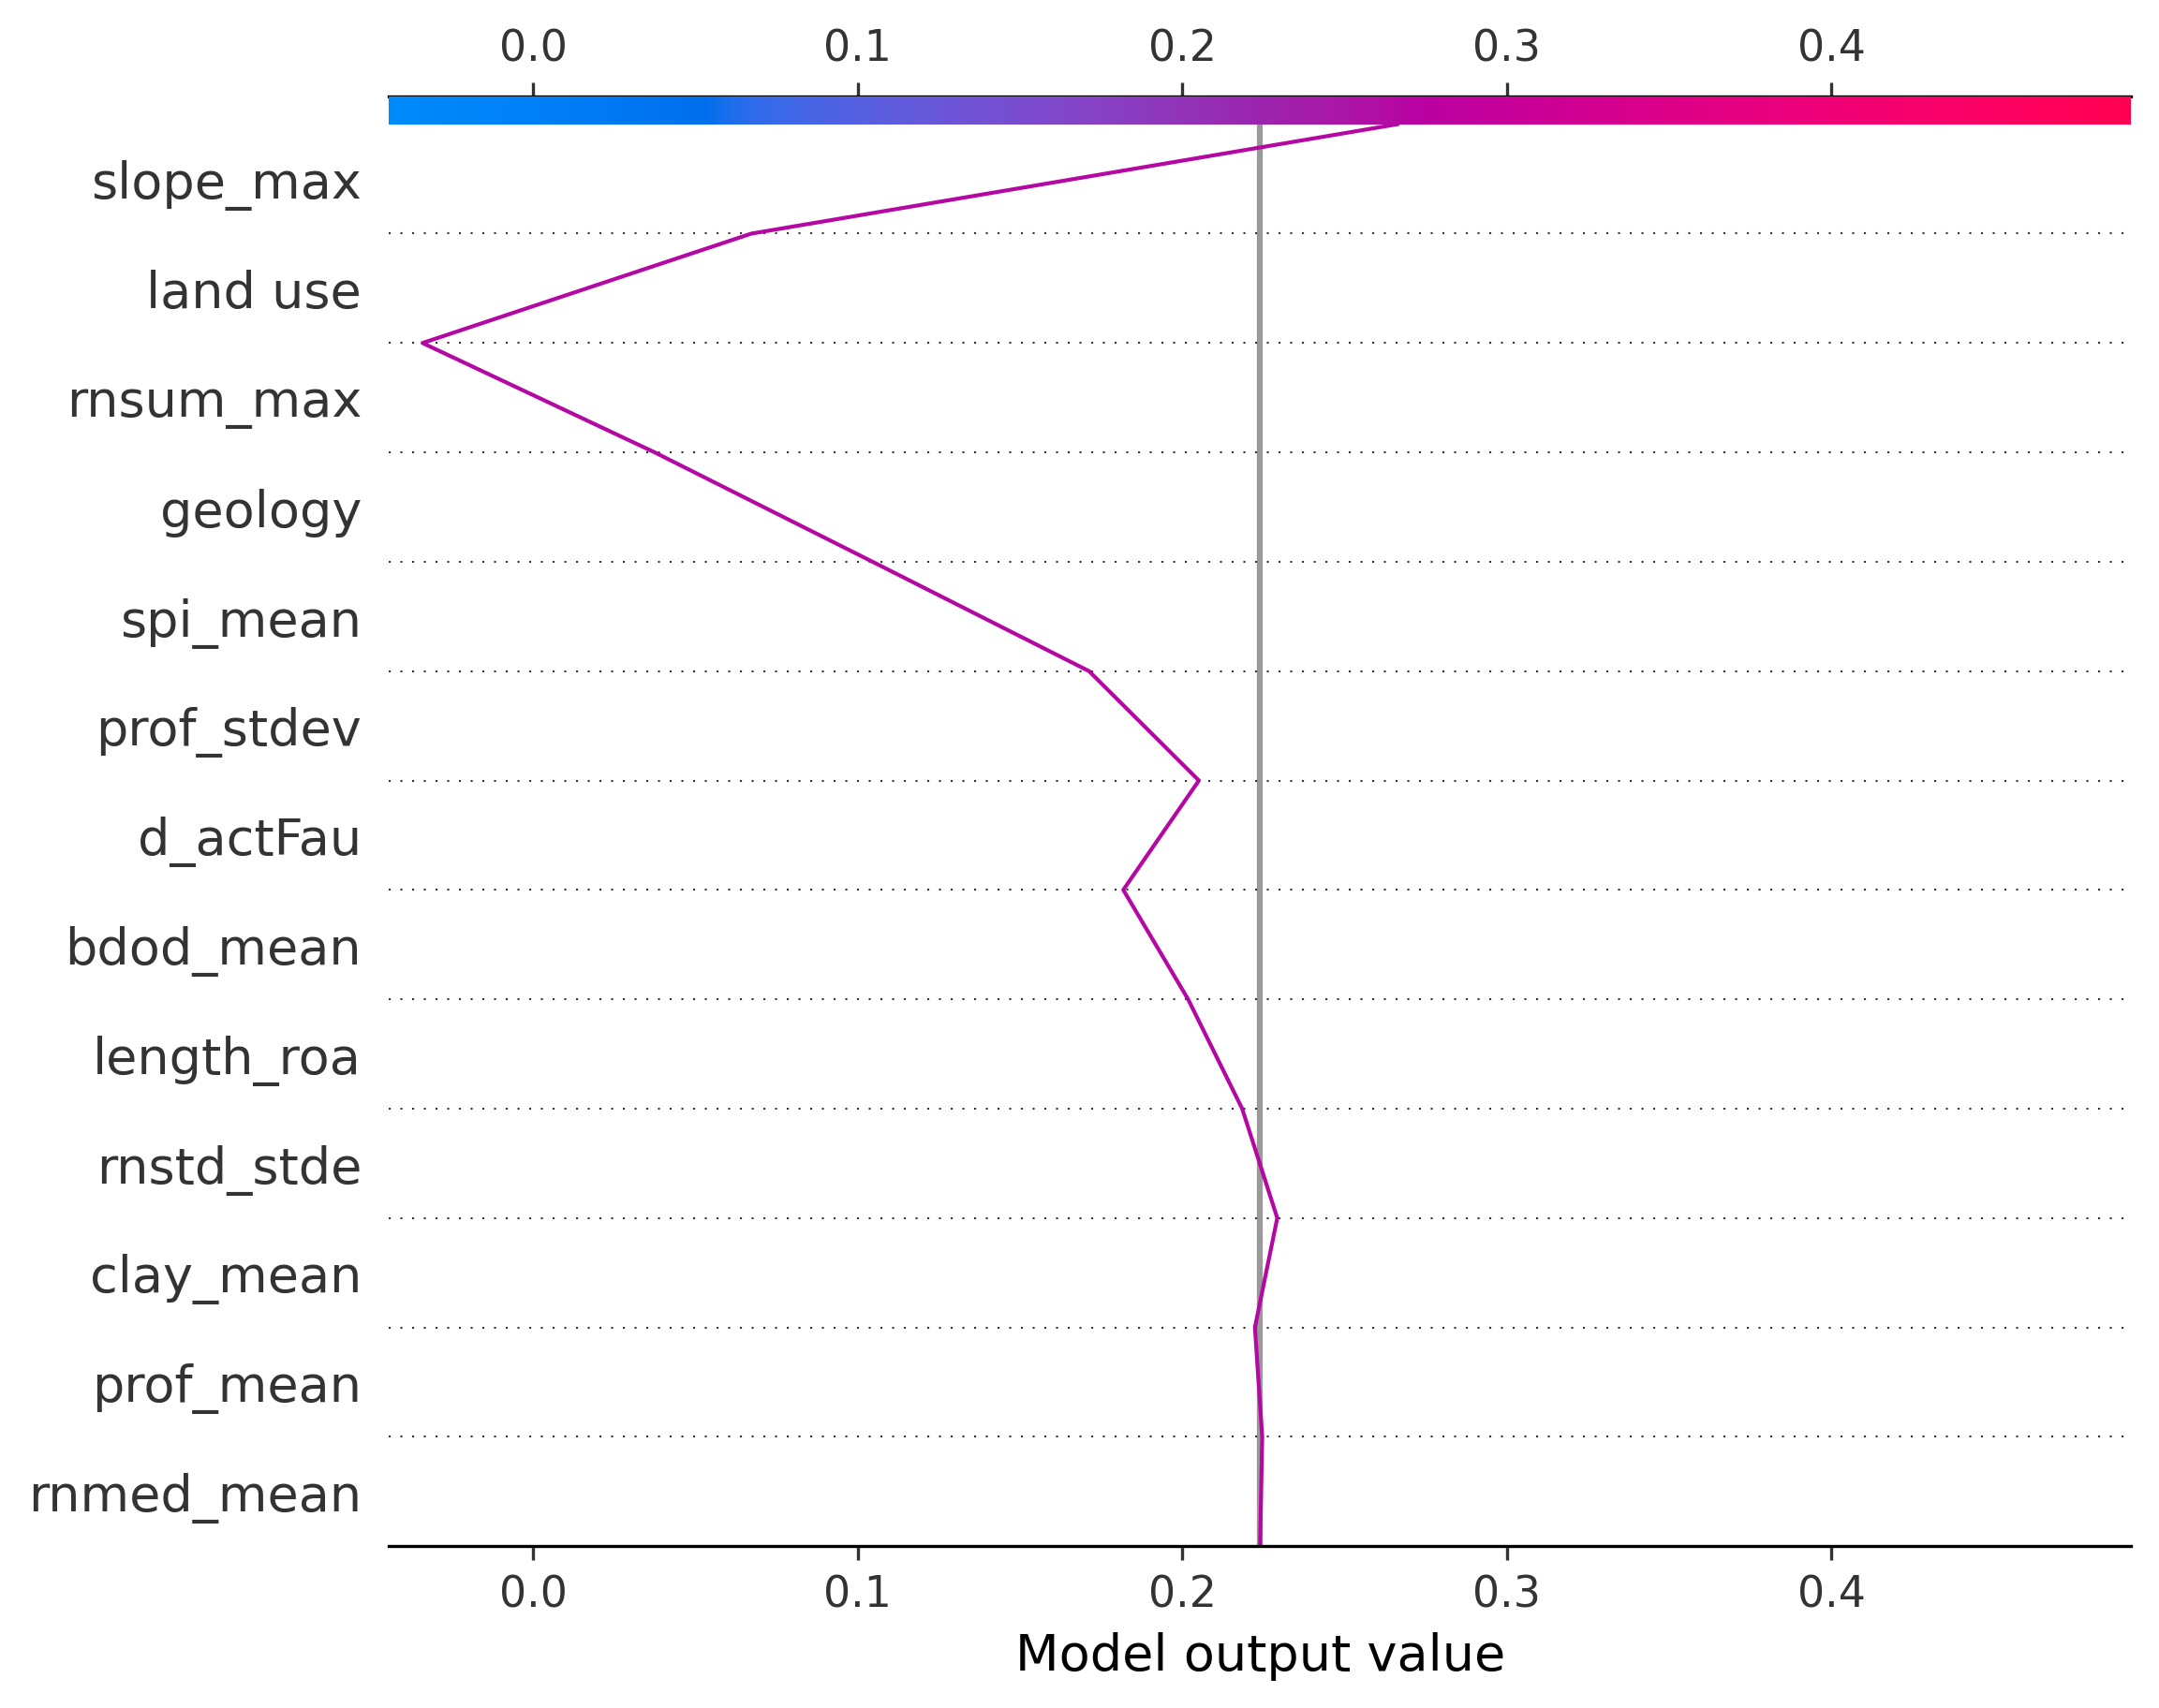 0.0 0.1 0.2 0.3 0.4
slope_max
land use
rnsum_max
geology
spi_mean
prof_stdev
d_actFau
bdod_mean
length_roa
rnstd_stde
clay_mean
prof_mean
rnmed_mean
0.0 0.1 0.2 0.3 0.4
Model output value